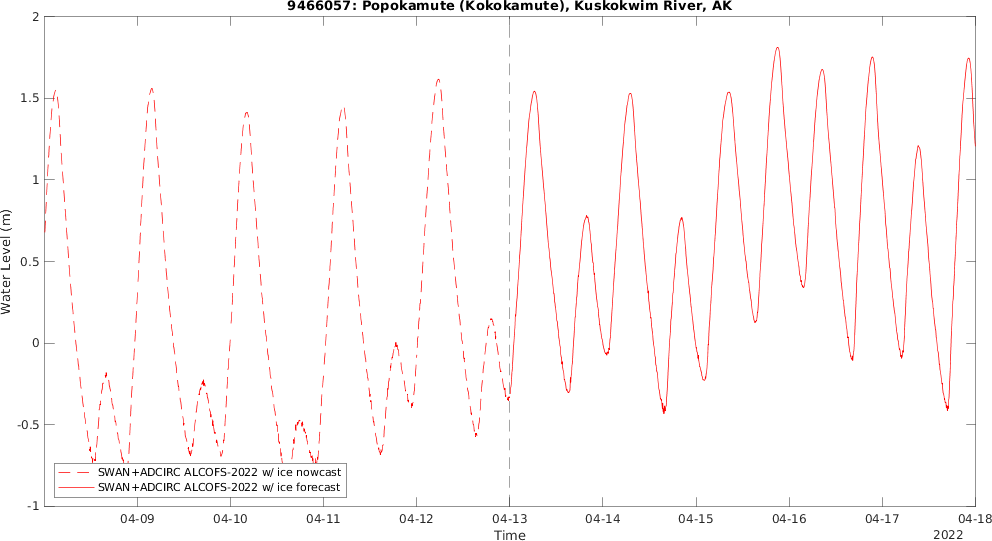 9466057: Popokamute (Kokokamute), Kuskokwim River, AK
2
1.5
1
0.5
0
-0.5
-1
Water Level (m)
SWAN+ADCIRC ALCOFS-2022 w/ ice nowcast
SWAN+ADCIRC ALCOFS-2022 w/ ice forecast
04-09 04-10 04-11 04-12 04-13 04-14 04-15 04-16 04-17 04-18
Time
2022